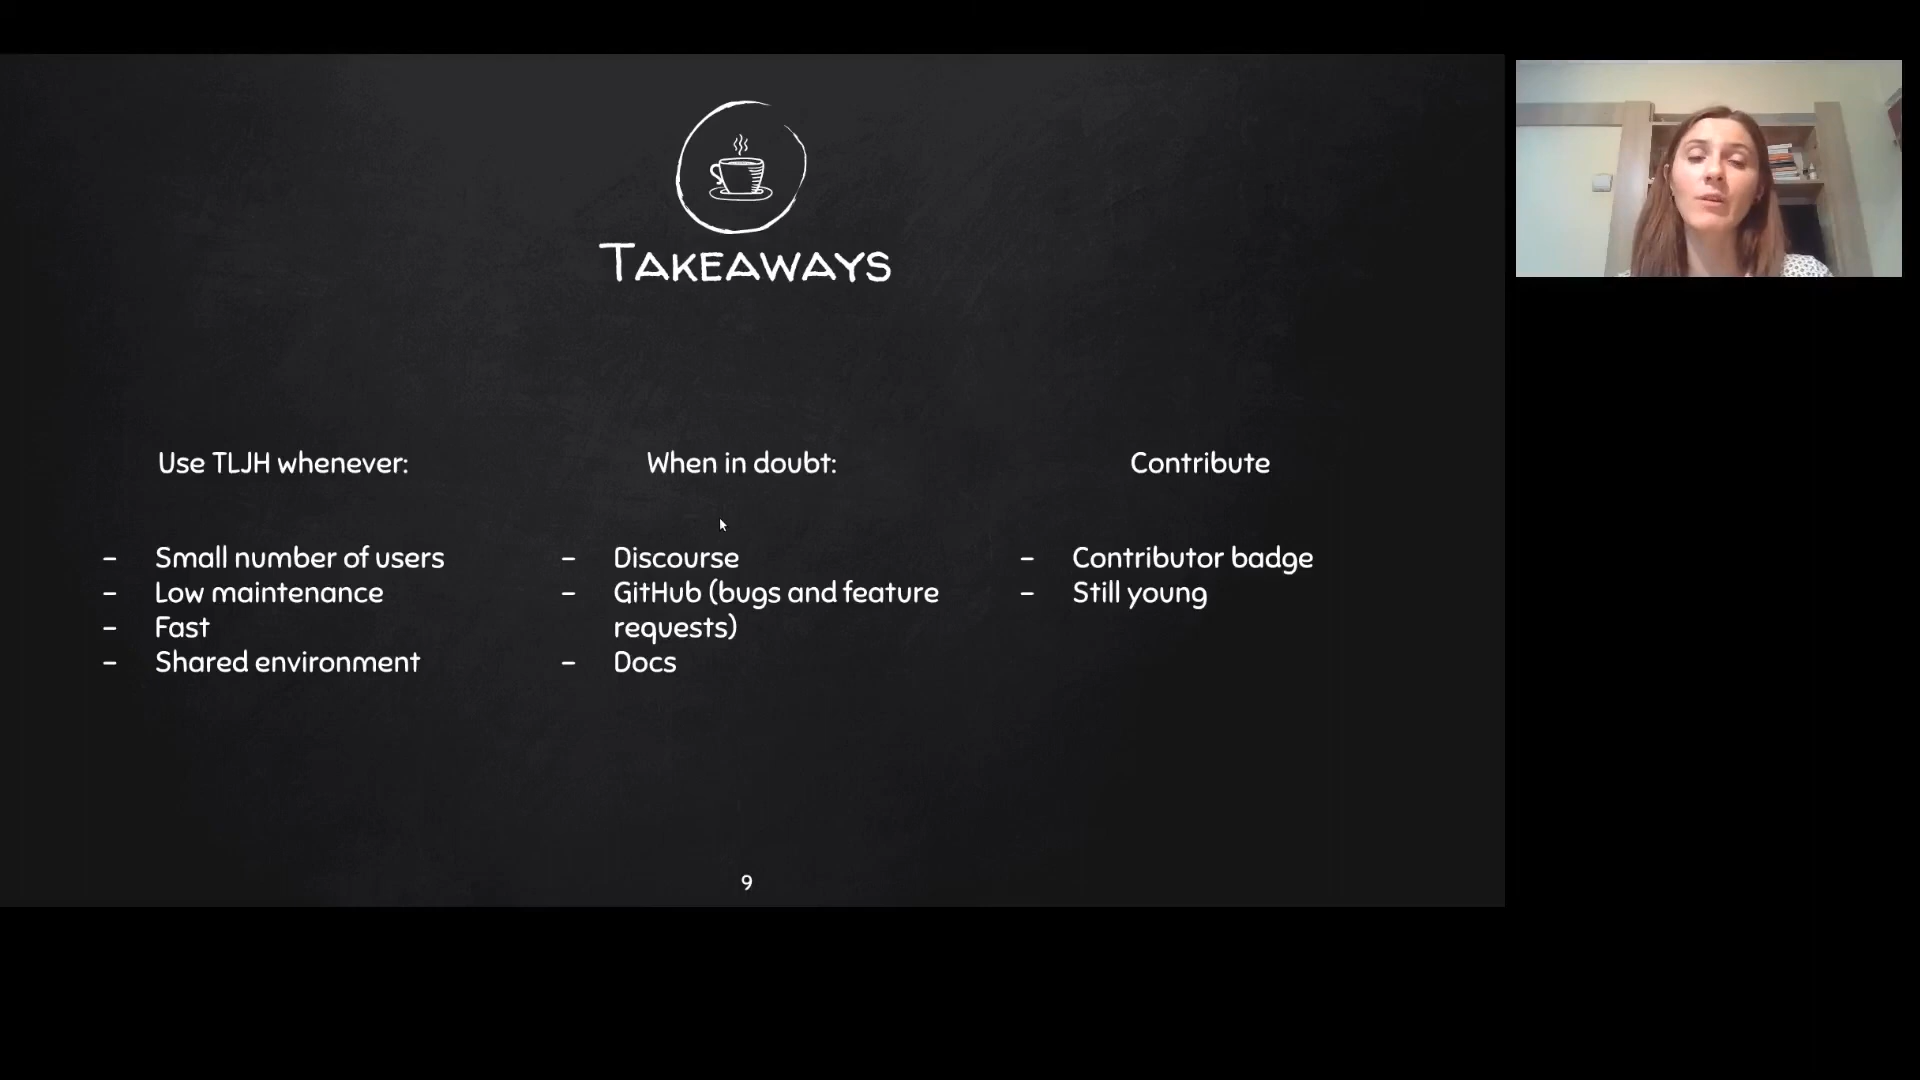 TAKEAWAYS
Use TLJH whenever:
- Small number of users
- Low maintenance
- Fast
- Shared environment
When in doubt:
- Discourse
- GitHub (bugs and feature
requests)
- Docs
Contribute
- Contributor badge
- Still young
9